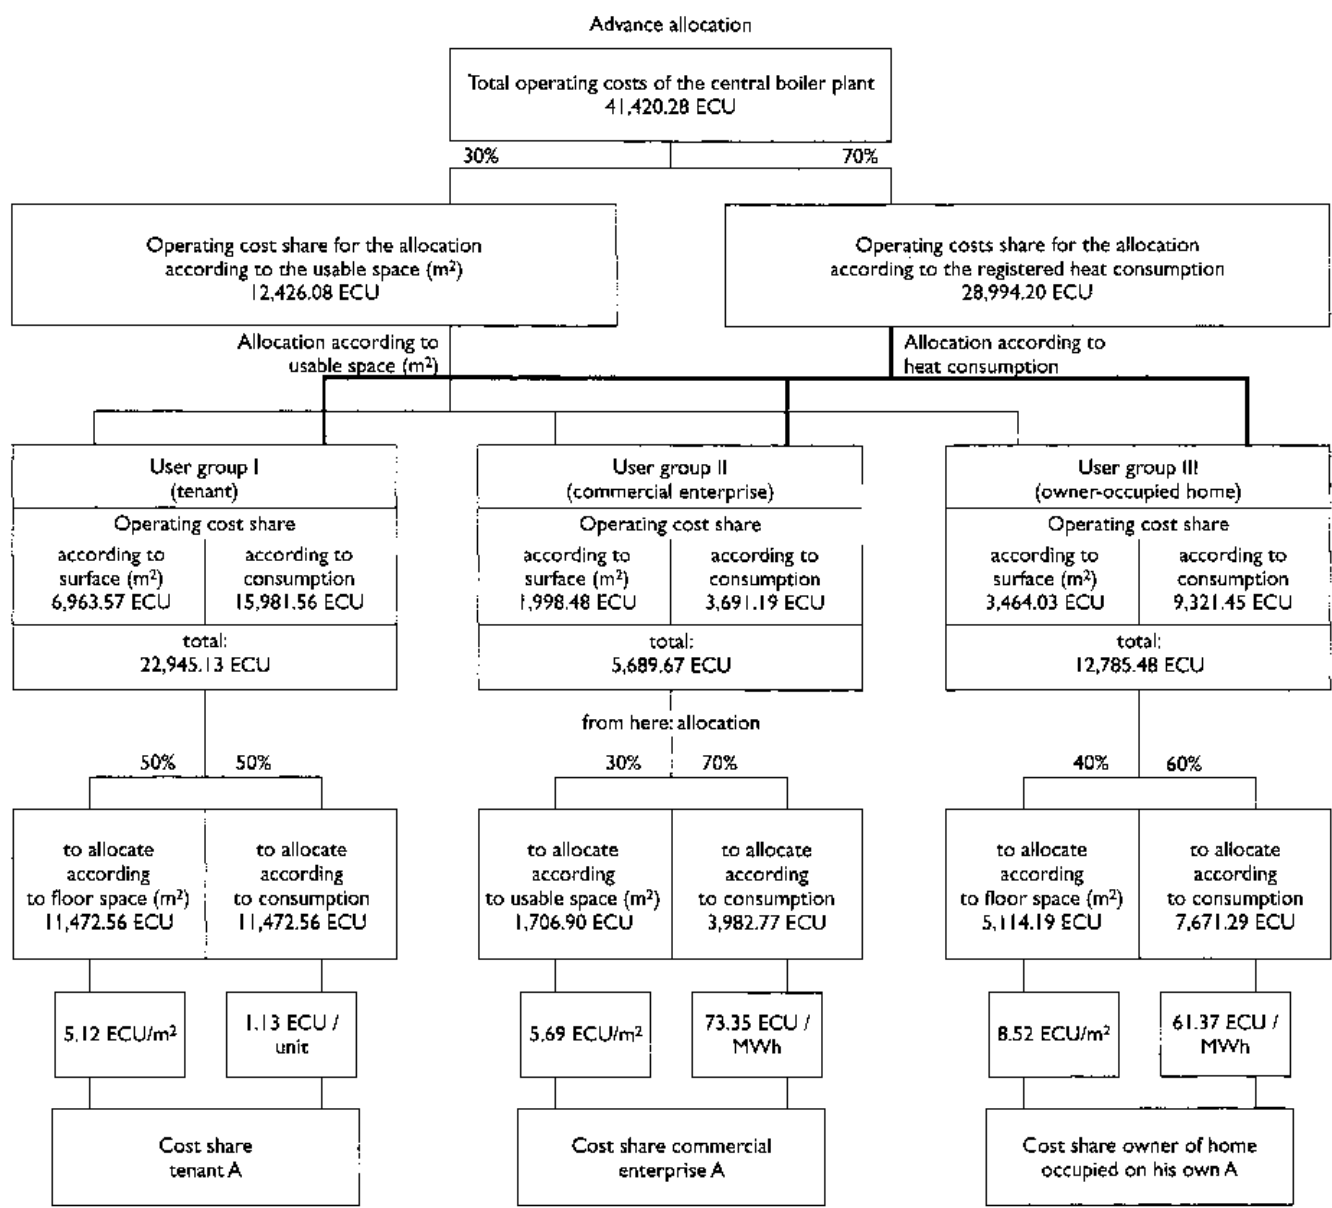 Advance allocation
Total operating costs of the central boiler plant
41,420.28 ECU
30%
70%
Operating cost share for the allocation
according to the usable space (m²)
12,426.08 ECU
Operating costs share for the allocation
according to the registered heat consumption
28,994.20 ECU
Allocation according to
usable space (m²)
Allocation according to
heat consumption
User group I
(tenant)
Operating cost share
according to
surface (m²)
6,963.57 ECU
according to
consumption
15,981.56 ECU
total:
22,945.13 ECU
User group II
(commercial enterprise)
Operating cost share
according to
surface (m²)
1,998.48 ECU
according to
consumption
3,691.19 ECU
total:
5,689.67 ECU
User group III
(owner-occupied home)
Operating cost share
according to
surface (m²)
3,464.03 ECU
according to
consumption
9,321.45 ECU
total:
12,785.48 ECU
from here: allocation
50%
50%
30%
70%
40%
60%
to allocate
according
to floor space (m²)
11,472.56 ECU
to allocate
according
to consumption
11,472.56 ECU
to allocate
according
to usable space (m²)
1,706.90 ECU
to allocate
according
to consumption
3,982.77 ECU
to allocate
according
to floor space (m²)
5,114.19 ECU
to allocate
according
to consumption
7,671.29 ECU
5,12 ECU/m²
1.13 ECU /
unit
5.69 ECU/m²
73.35 ECU /
MWh
8.52 ECU/m²
61.37 ECU /
MWh
Cost share
tenant A
Cost share commercial
enterprise A
Cost share owner of home
occupied on his own A